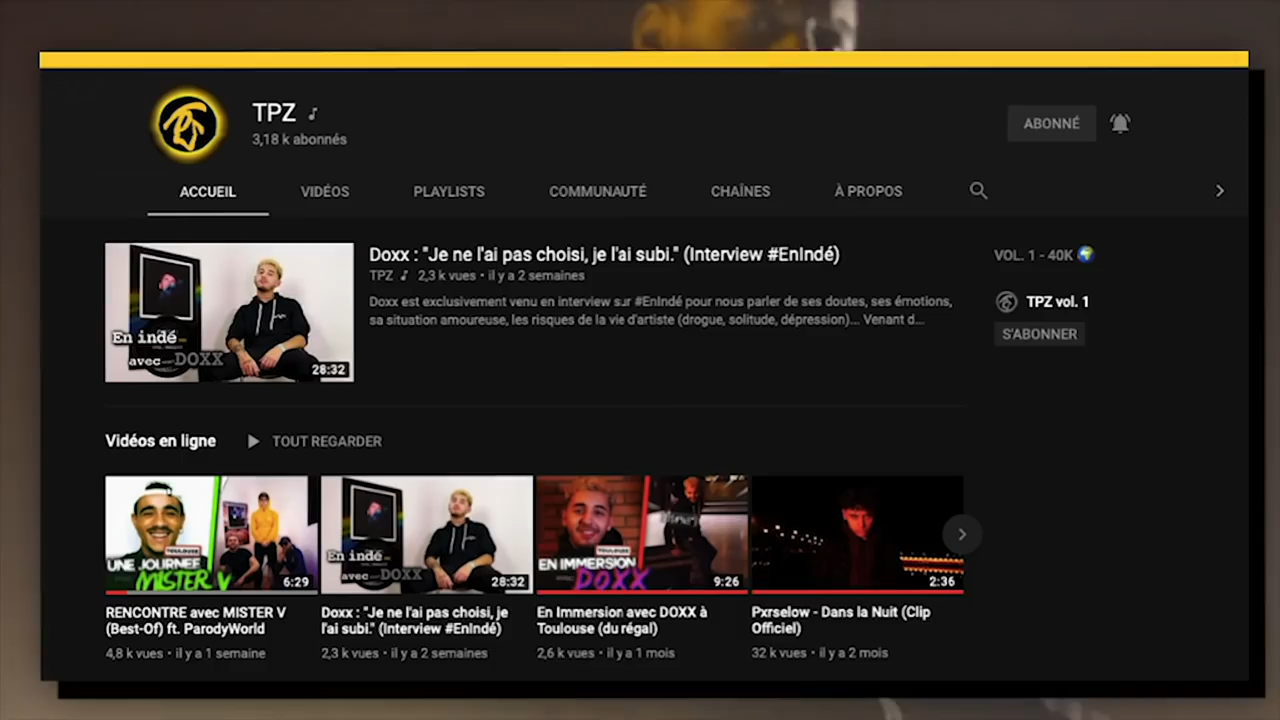 TPZ ♪
3,18 k abonnés
ABONNÉ
ACCUEIL VIDÉOS PLAYLISTS COMMUNAUTÉ CHAÎNES À PROPOS
Doxx : "Je ne l'ai pas choisi, je l'ai subi." (Interview #EnIndé)
TPZ ♪ 2,3 k vues • il y a 2 semaines
Doxx est exclusivement venu en interview sur #EnIndé pour nous parler de ses doutes, ses émotions,
sa situation amoureuse, les risques de la vie d'artiste (drogue, solitude, dépression)... Venant d...
En indé
avec DOXX
28:32
VOL. 1 - 40K 🌍
TPZ vol. 1
S'ABONNER
Vidéos en ligne
TOUT REGARDER
TOULOUSE
UNE JOURNÉE
MISTER V
6:29
En indé
avec DOXX
28:32
TOULOUSE
EN IMMERSION
DOXX
9:26
2:36
RENCONTRE avec MISTER V
(Best-Of) ft. ParodyWorld
4,8 k vues • il y a 1 semaine
Doxx : "Je ne l'ai pas choisi, je
l'ai subi." (Interview #EnIndé)
2,3 k vues • il y a 2 semaines
En Immersion avec DOXX à
Toulouse (du régal)
2,6 k vues • il y a 1 mois
Pxrselow - Dans la Nuit (Clip
Officiel)
32 k vues • il y a 2 mois